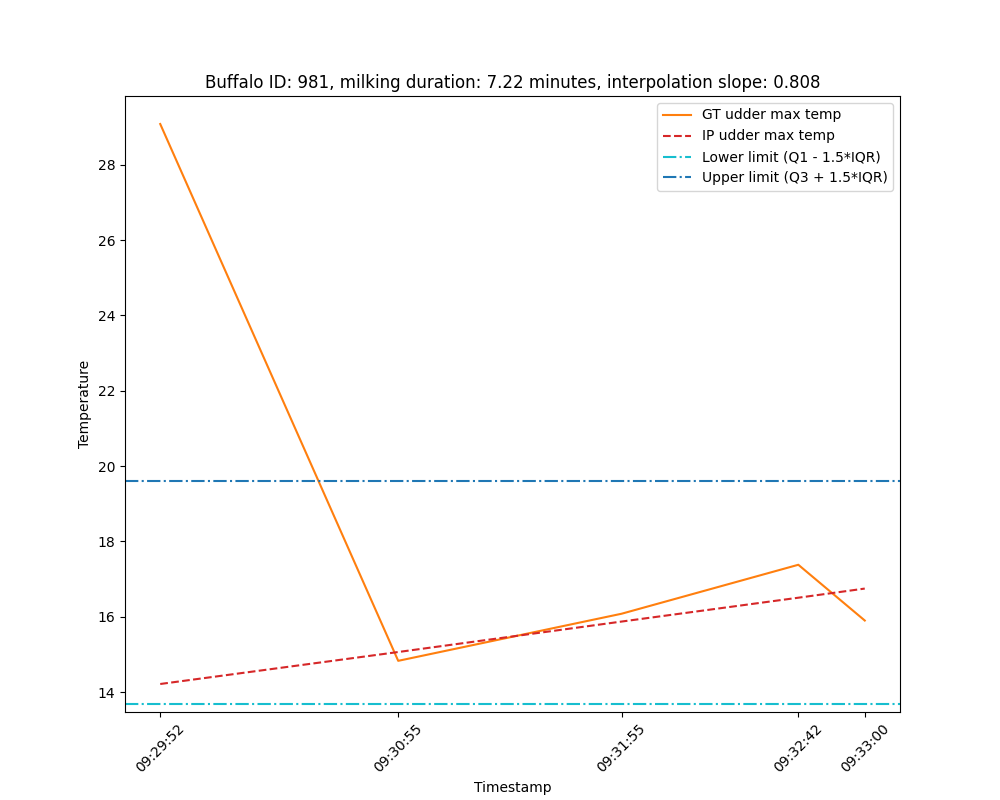 Buffalo ID: 981, milking duration: 7.22 minutes, interpolation slope: 0.808
GT udder max temp
IP udder max temp
Lower limit (Q1 - 1.5*IQR)
Upper limit (Q3 + 1.5*IQR)
28
26
24
22
20
18
16
14
Temperature
09:29:52
09:30:55
09:31:55
09:32:42
09:33:00
Timestamp